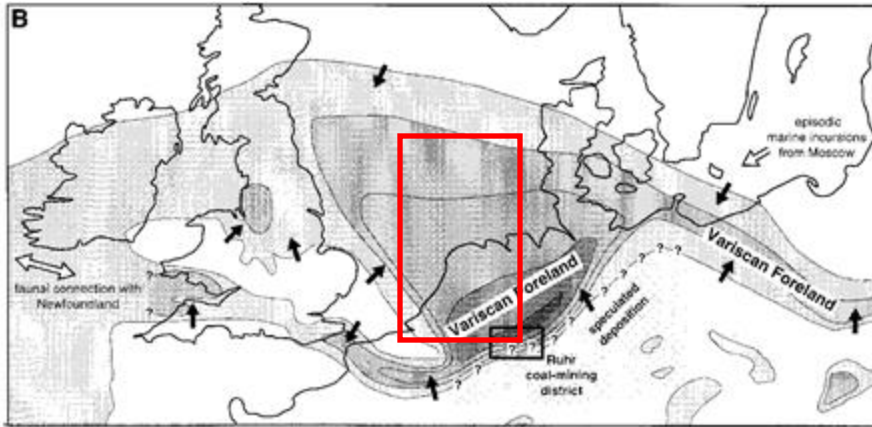 B
episodic
marine incursions
from Moscow
Variscan Foreland
Variscan Foreland
faunal connection with
Newfoundland
speculated
deposition
Ruhr
coal-mining
district
? ?
? ? ? ? ? ? ? ? ? ? ?